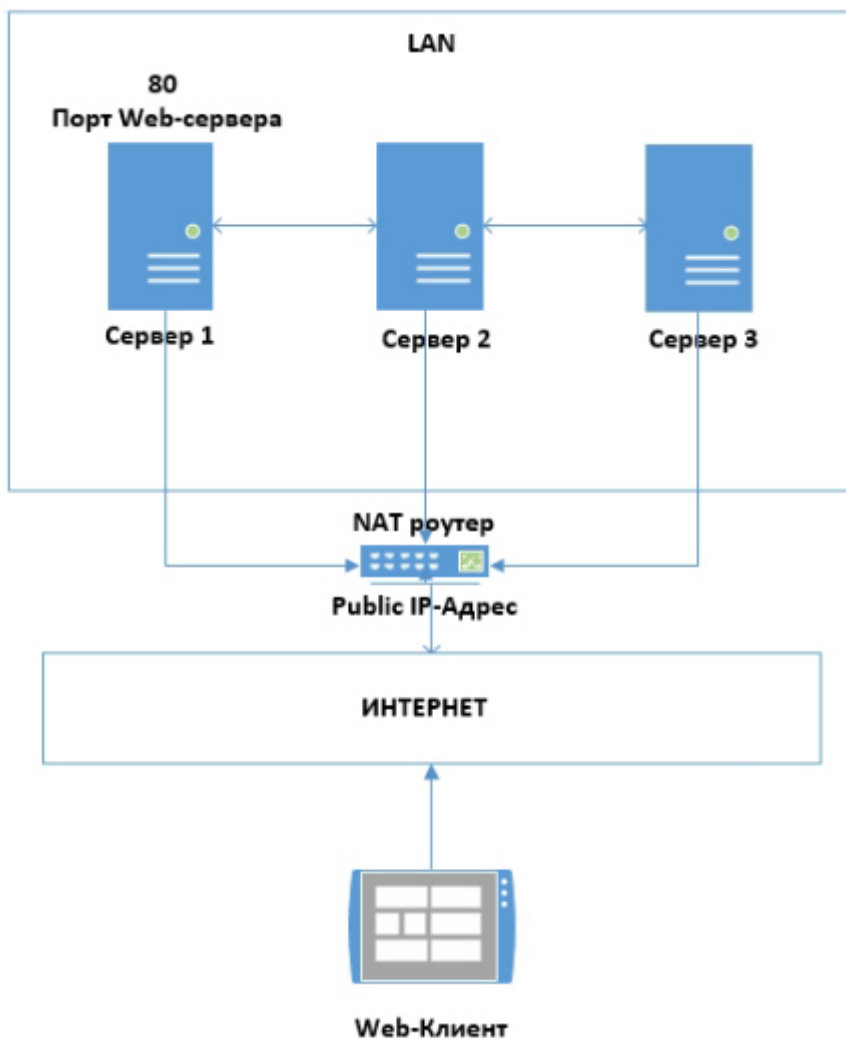 LAN
80
Порт Web-сервера
Сервер 1
Сервер 2
Сервер 3
NAT роутер
Public IP-Адрес
ИНТЕРНЕТ
Web-Клиент